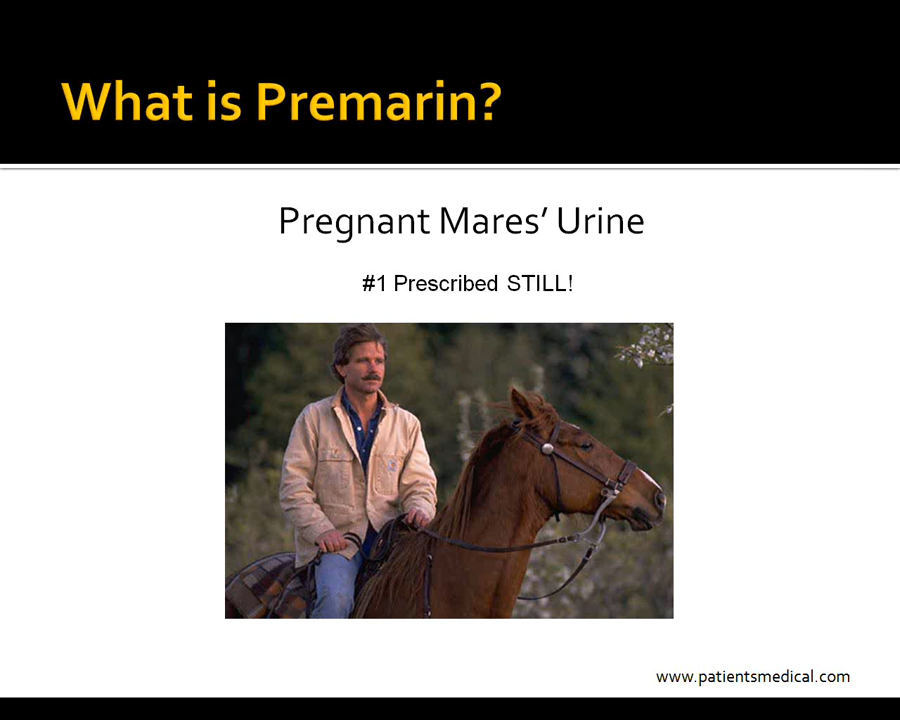 What is Premarin?
Pregnant Mares’ Urine
#1 Prescribed STILL!
www.patientsmedical.com